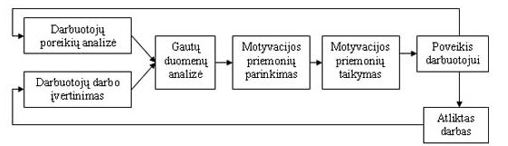 Darbuotojų
poreikių analizė
Darbuotojų darbo
įvertinimas
Gautų
duomenų
analizė
Motyvacijos
priemonių
parinkimas
Motyvacijos
priemonių
taikymas
Poveikis
darbuotojui
Atliktas
darbas